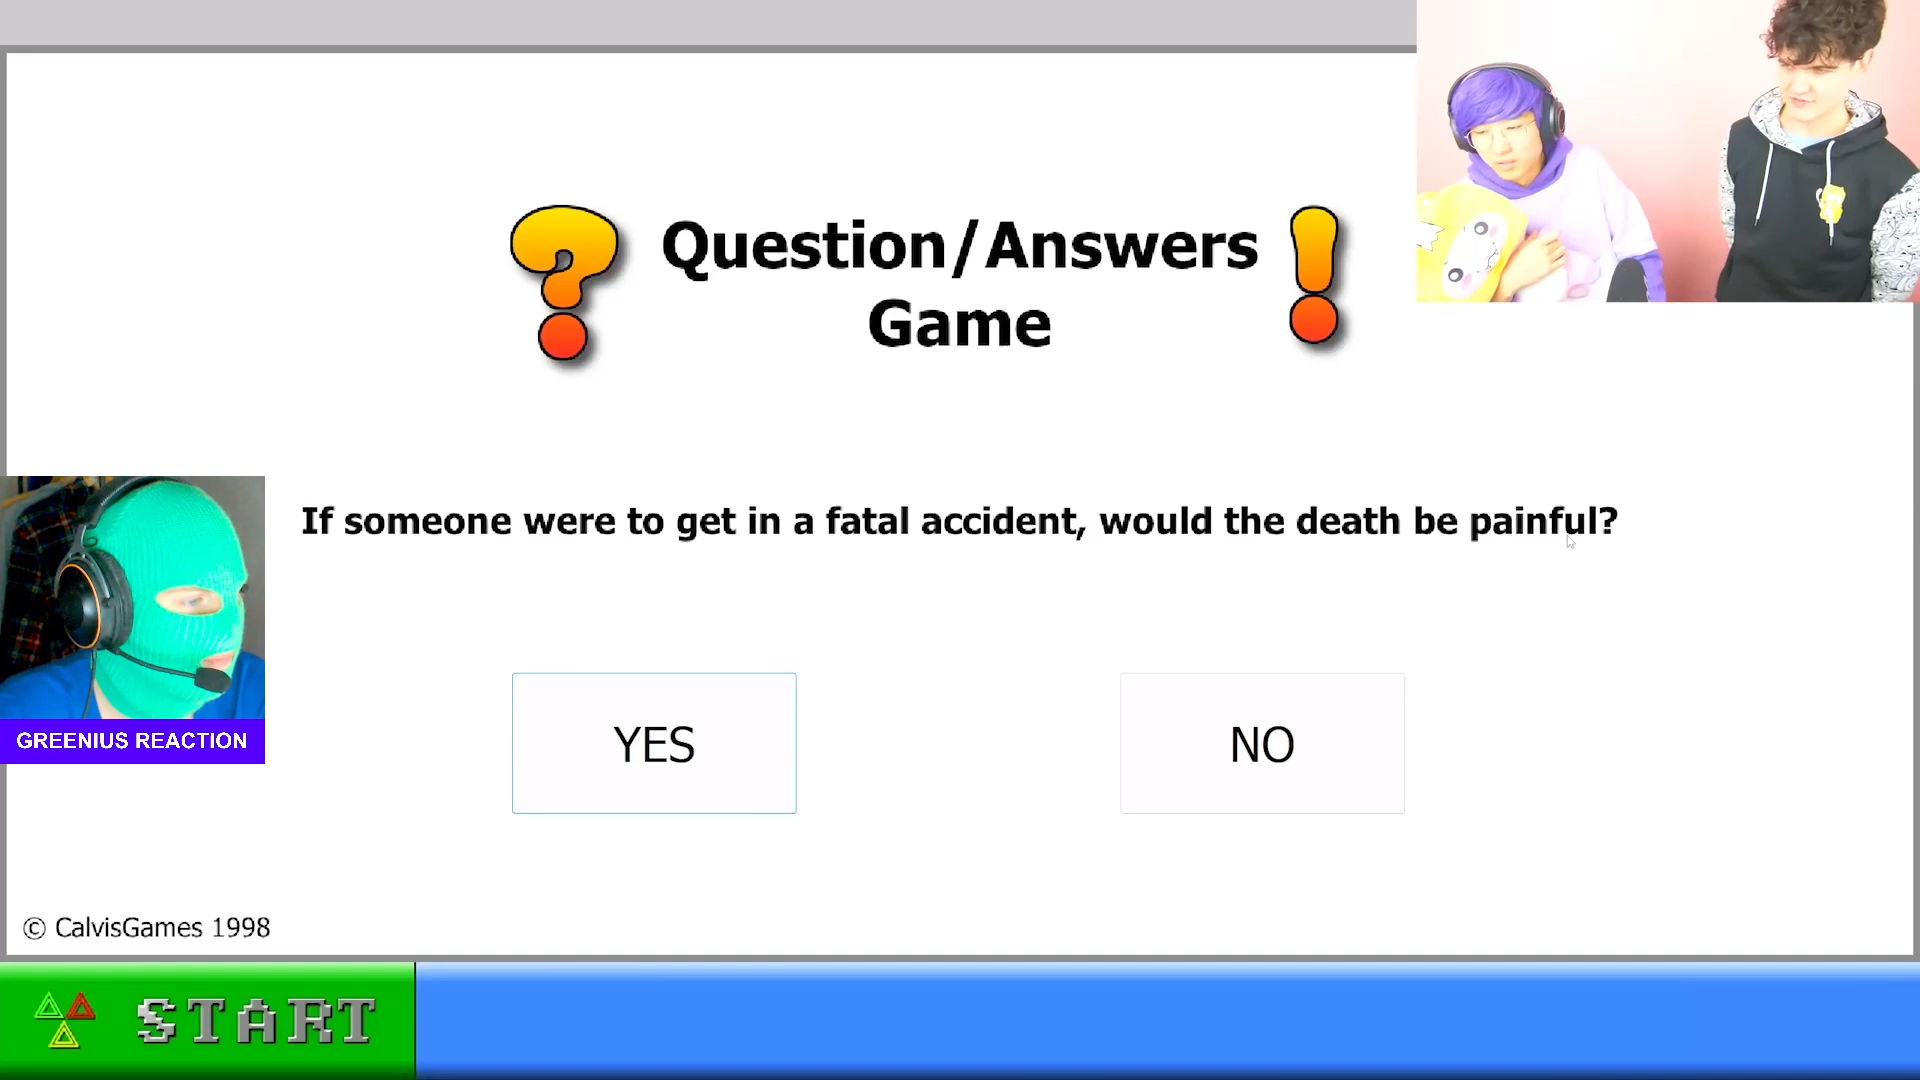 Question/Answers
Game
If someone were to get in a fatal accident, would the death be painful?
GREENIUS REACTION
YES
NO
© CalvisGames 1998
START